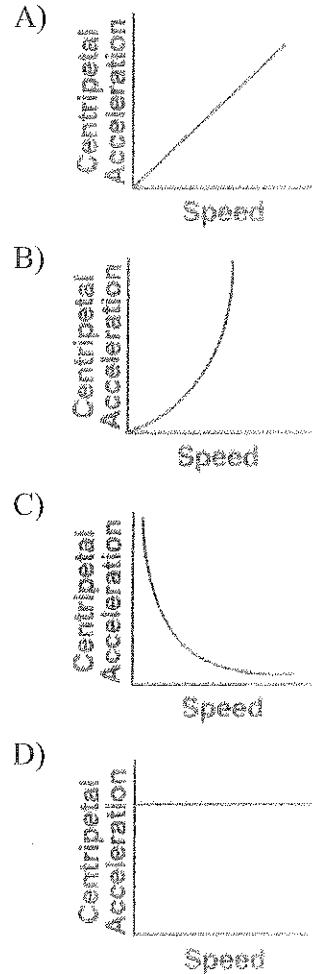 A)
Centripetal
Acceleration
Speed
B)
Centripetal
Acceleration
Speed
C)
Centripetal
Acceleration
Speed
D)
Centripetal
Acceleration
Speed